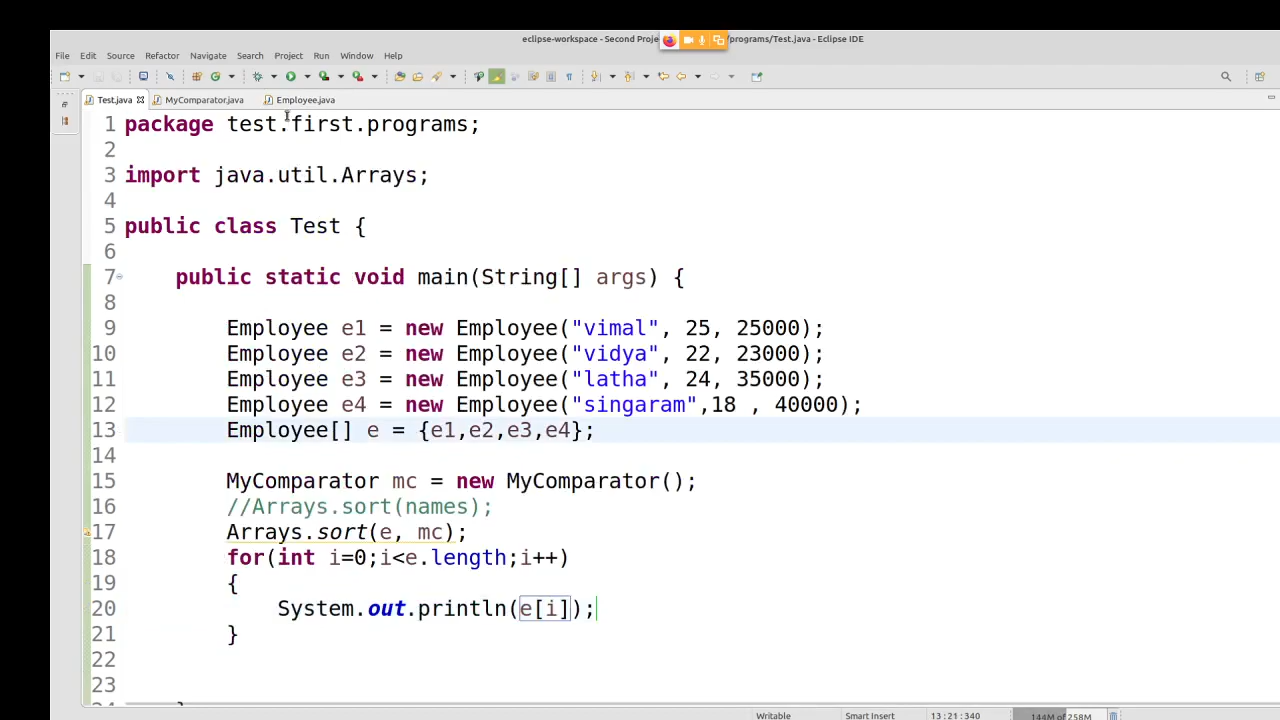 eclipse-workspace - Second Proje /programs/Test.java - Eclipse IDE
File Edit Source Refactor Navigate Search Project Run Window Help
Test.java MyComparator.java Employee.java
1 package test.first.programs;
2
3 import java.util.Arrays;
4
5 public class Test {
6
7 public static void main(String[] args) {
8
9 Employee e1 = new Employee("vimal", 25, 25000);
10 Employee e2 = new Employee("vidya", 22, 23000);
11 Employee e3 = new Employee("latha", 24, 35000);
12 Employee e4 = new Employee("singaram",18 , 40000);
13 Employee[] e = {e1,e2,e3,e4};
14
15 MyComparator mc = new MyComparator();
16 //Arrays.sort(names);
17 Arrays.sort(e, mc);
18 for(int i=0;i<e.length;i++)
19 {
20 System.out.println(e[i]);
21 }
22
23
24 }
Writable Smart Insert 13:21:340 144M of 258M